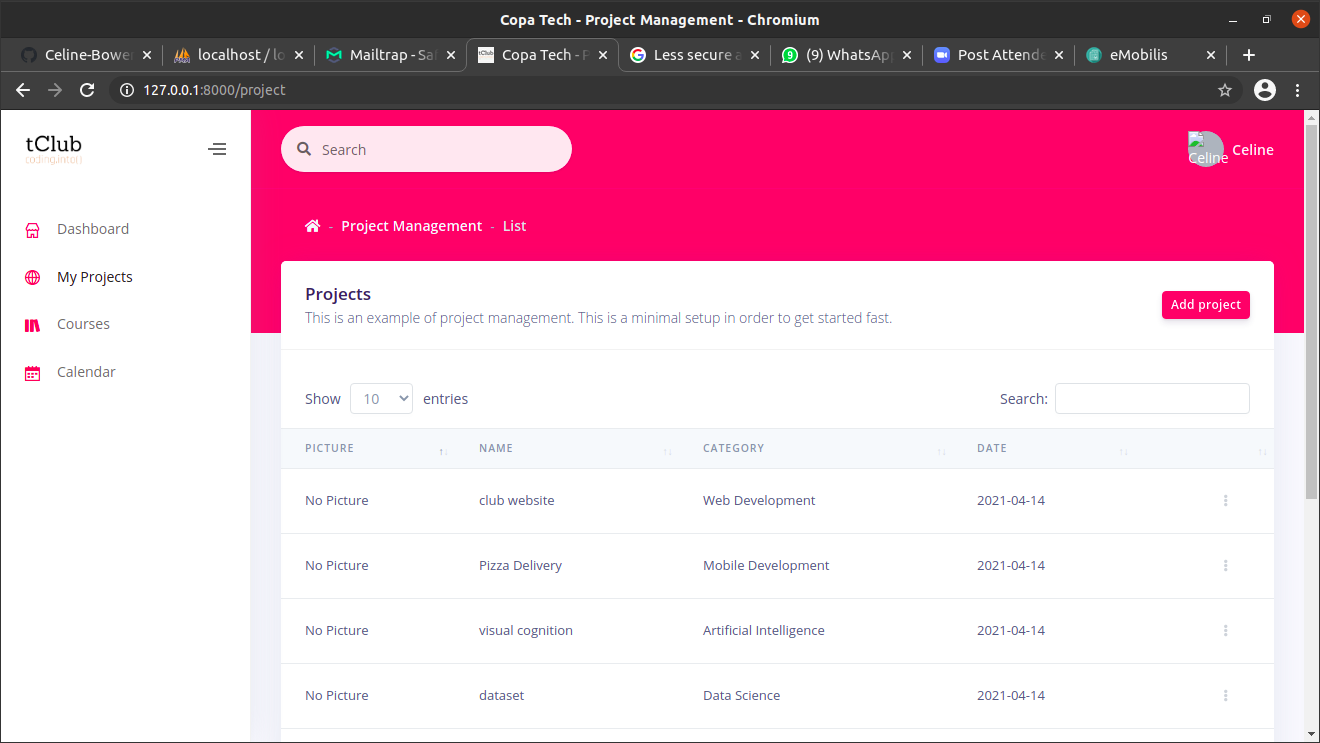 Copa Tech - Project Management - Chromium
Celine-Bower
localhost / lo
Mailtrap - Sa
Copa Tech - P
Less secure a
(9) WhatsApp
Post Attende
eMobilis
127.0.0.1:8000/project
tClub
coding.into()
Search
Celine
Celine
Dashboard
My Projects
Courses
Calendar
- Project Management - List
Projects
This is an example of project management. This is a minimal setup in order to get started fast.
Add project
Show 10 entries
Search:
PICTURE NAME CATEGORY DATE
No Picture club website Web Development 2021-04-14
No Picture Pizza Delivery Mobile Development 2021-04-14
No Picture visual cognition Artificial Intelligence 2021-04-14
No Picture dataset Data Science 2021-04-14